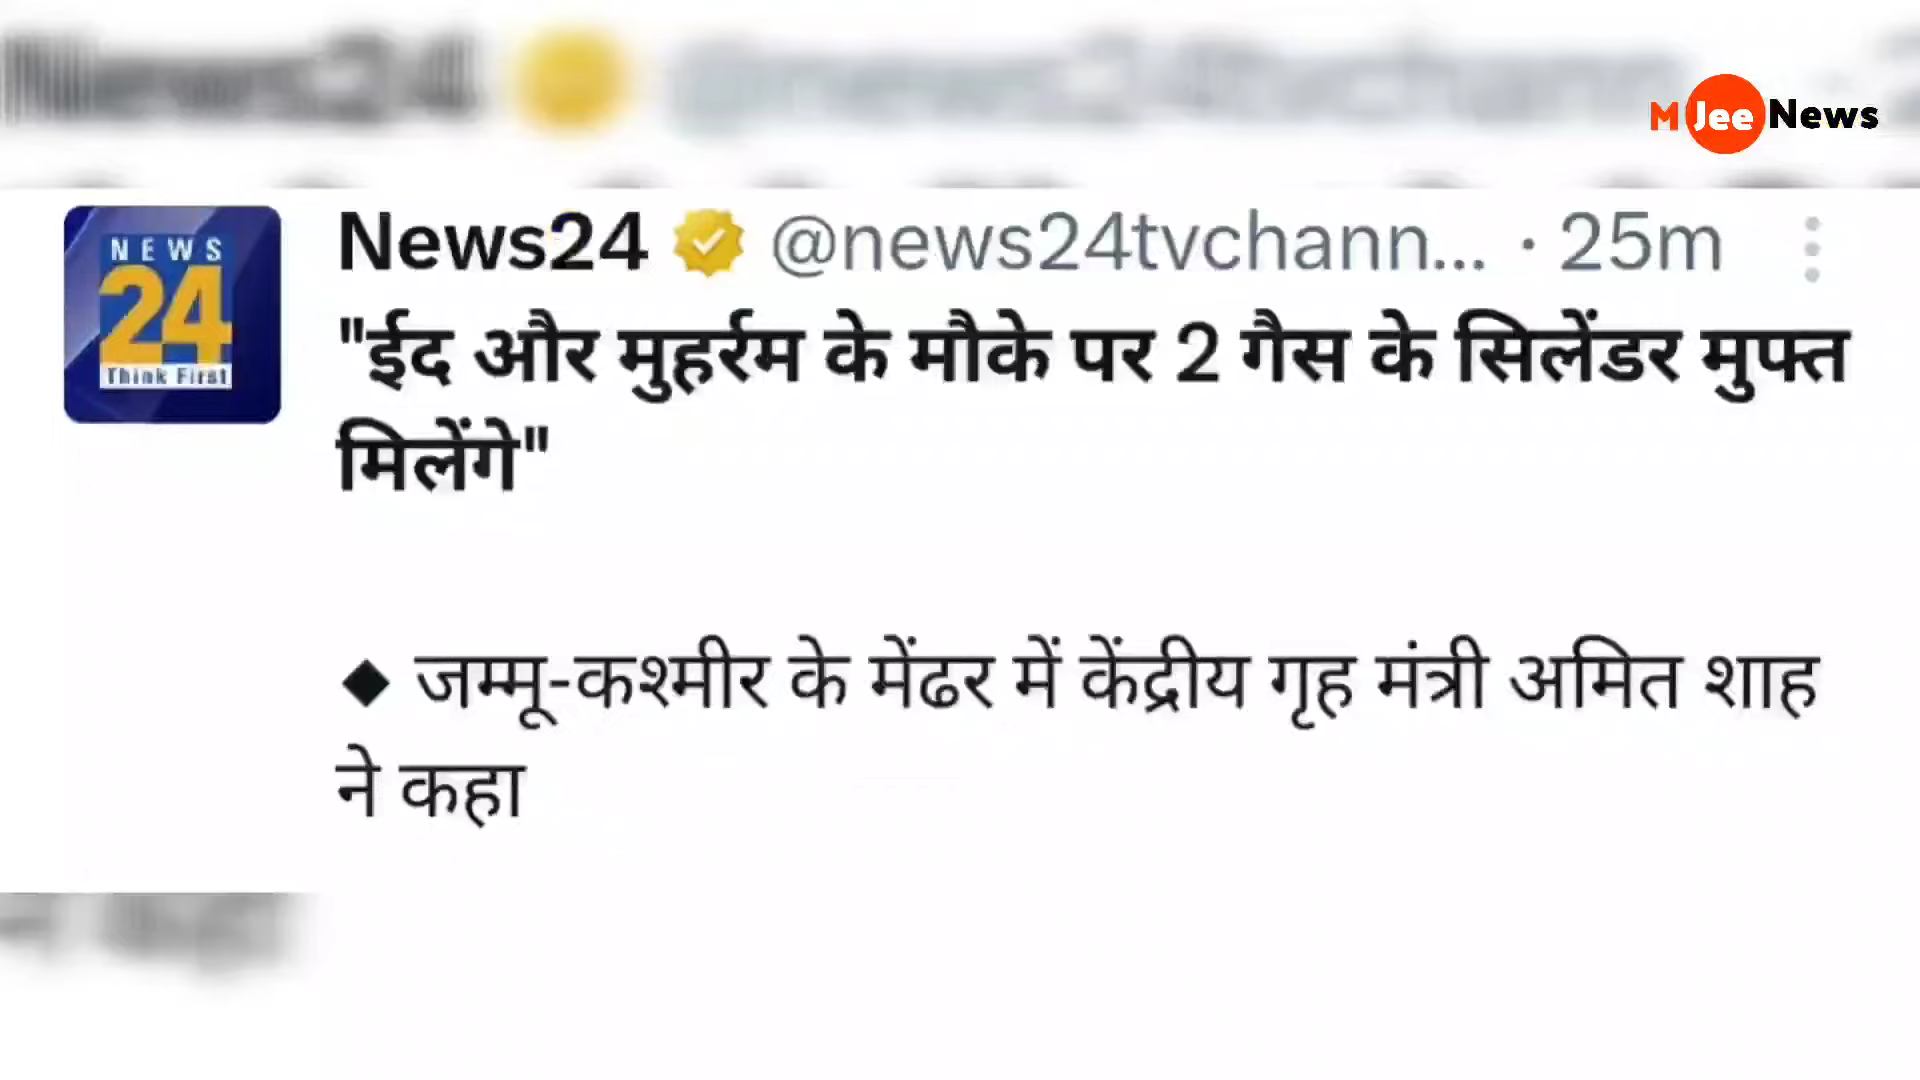 M Jee News
NEWS
24
Think First
News24 @news24tvchann... · 25m
"ईद और मुहर्रम के मौके पर 2 गैस के सिलेंडर मुफ्त
मिलेंगे"
◆ जम्मू-कश्मीर के मेंढर में केंद्रीय गृह मंत्री अमित शाह
ने कहा